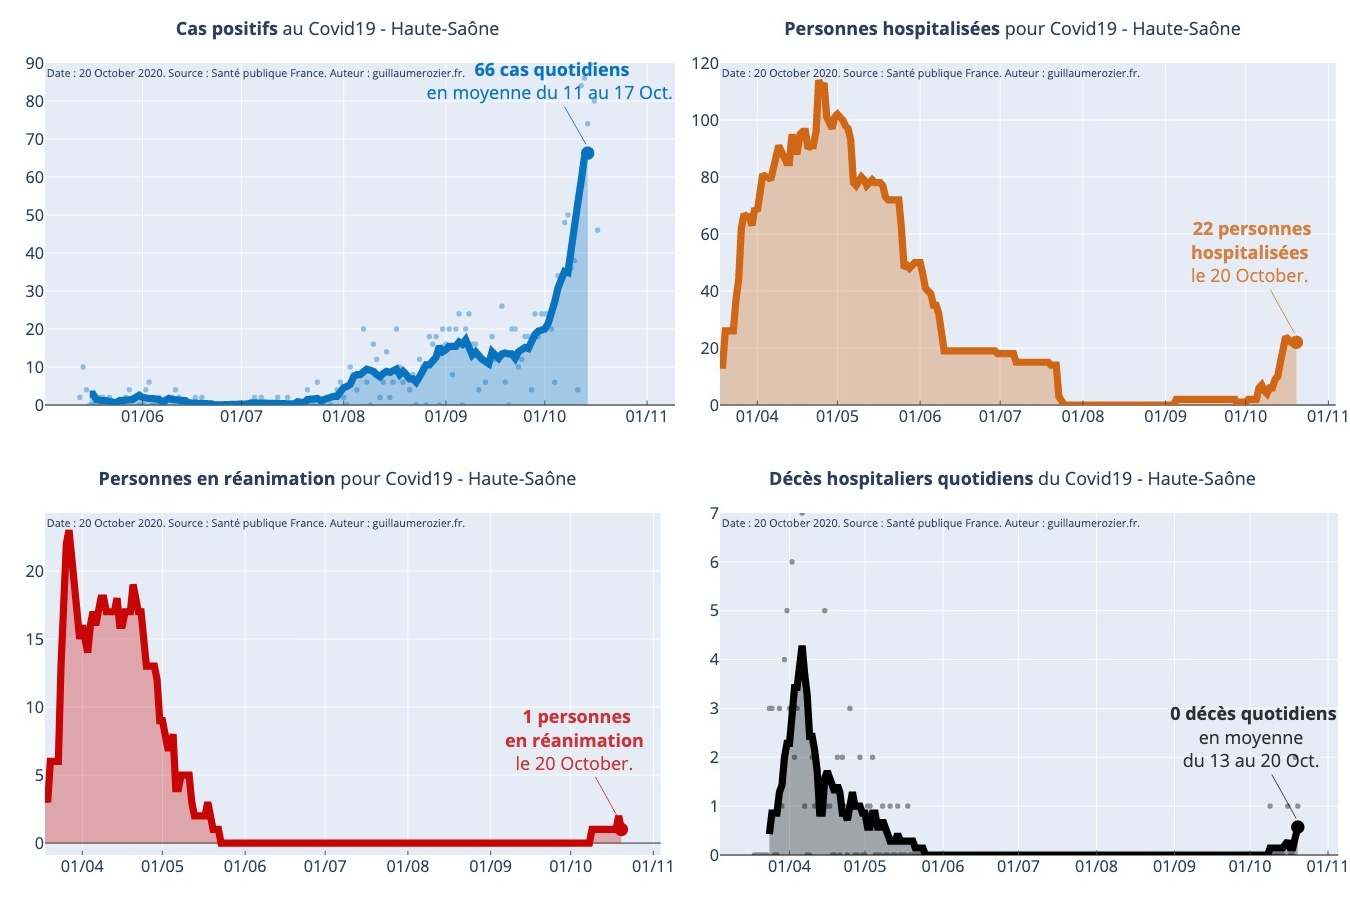 Cas positifs au Covid19 - Haute-Saône
Date : 20 October 2020. Source : Santé publique France. Auteur : guillaumerozier.fr.
66 cas quotidiens
en moyenne du 11 au 17 Oct.
90
80
70
60
50
40
30
20
10
0
01/06 01/07 01/08 01/09 01/10 01/11
Personnes hospitalisées pour Covid19 - Haute-Saône
Date : 20 October 2020. Source : Santé publique France. Auteur : guillaumerozier.fr.
120
100
80
60
40
20
0
22 personnes
hospitalisées
le 20 October.
01/04 01/05 01/06 01/07 01/08 01/09 01/10 01/11
Personnes en réanimation pour Covid19 - Haute-Saône
Date : 20 October 2020. Source : Santé publique France. Auteur : guillaumerozier.fr.
20
15
10
5
0
1 personnes
en réanimation
le 20 October.
01/04 01/05 01/06 01/07 01/08 01/09 01/10 01/11
Décès hospitaliers quotidiens du Covid19 - Haute-Saône
Date : 20 October 2020. Source : Santé publique France. Auteur : guillaumerozier.fr.
7
6
5
4
3
2
1
0
0 décès quotidiens
en moyenne
du 13 au 20 Oct.
01/04 01/05 01/06 01/07 01/08 01/09 01/10 01/11